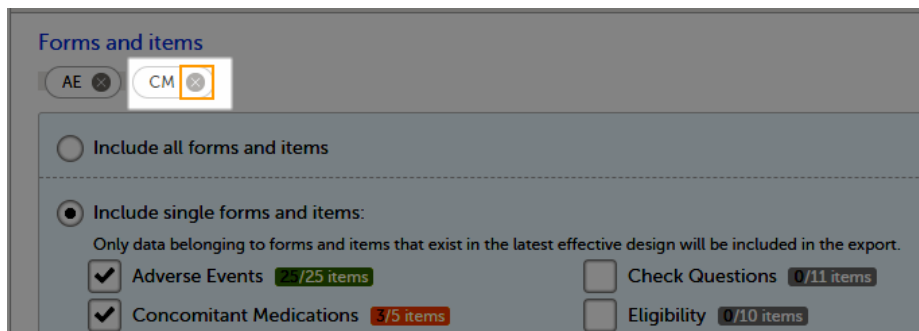 Forms and items
AE CM
Include all forms and items
Include single forms and items:
Only data belonging to forms and items that exist in the latest effective design will be included in the export.
Adverse Events 25/25 items Check Questions 0/11 items
Concomitant Medications 3/5 items Eligibility 0/10 items